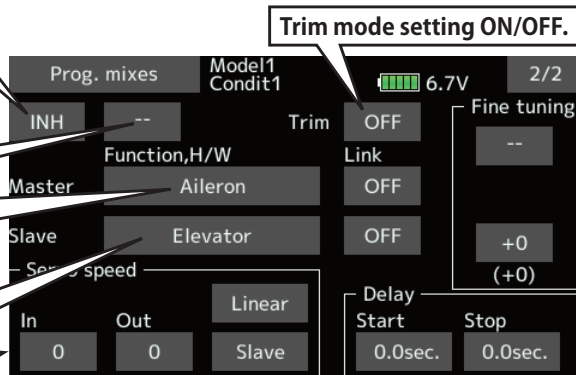 Trim mode setting ON/OFF.
Prog. mixes
Model1
Condit1
6.7V
2/2
INH
--
Trim
OFF
Fine tuning
Function,H/W
Link
--
Master
Aileron
OFF
Slave
Elevator
OFF
+0
(+0)
speed
Linear
Delay
In
Out
Start
Stop
0
0
Slave
0.0sec.
0.0sec.